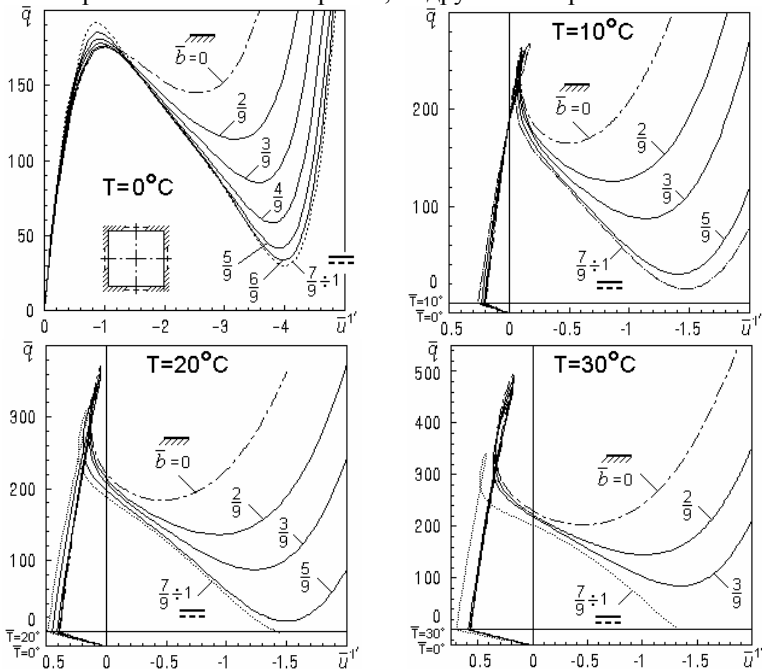 q̄
150
100
50
0
b̄=0
2/9
3/9
4/9
5/9
6/9
7/9÷1
T=0°C
0
-1
-2
-3
-4
ū¹′
q̄
T=10°C
200
100
0
b̄=0
2/9
3/9
5/9
7/9÷1
T̄=10°
T̄=0°
0.5
0
-0.5
-1
-1.5
ū¹′
q̄
T=20°C
300
200
100
0
b̄=0
2/9
3/9
5/9
7/9÷1
T̄=20°
T̄=0°
0.5
0
-0.5
-1
-1.5
ū¹′
q̄
T=30°C
500
400
300
200
100
0
b̄=0
2/9
3/9
7/9÷1
T̄=30°
T̄=0°
0.5
0
-0.5
-1
-1.5
ū¹′